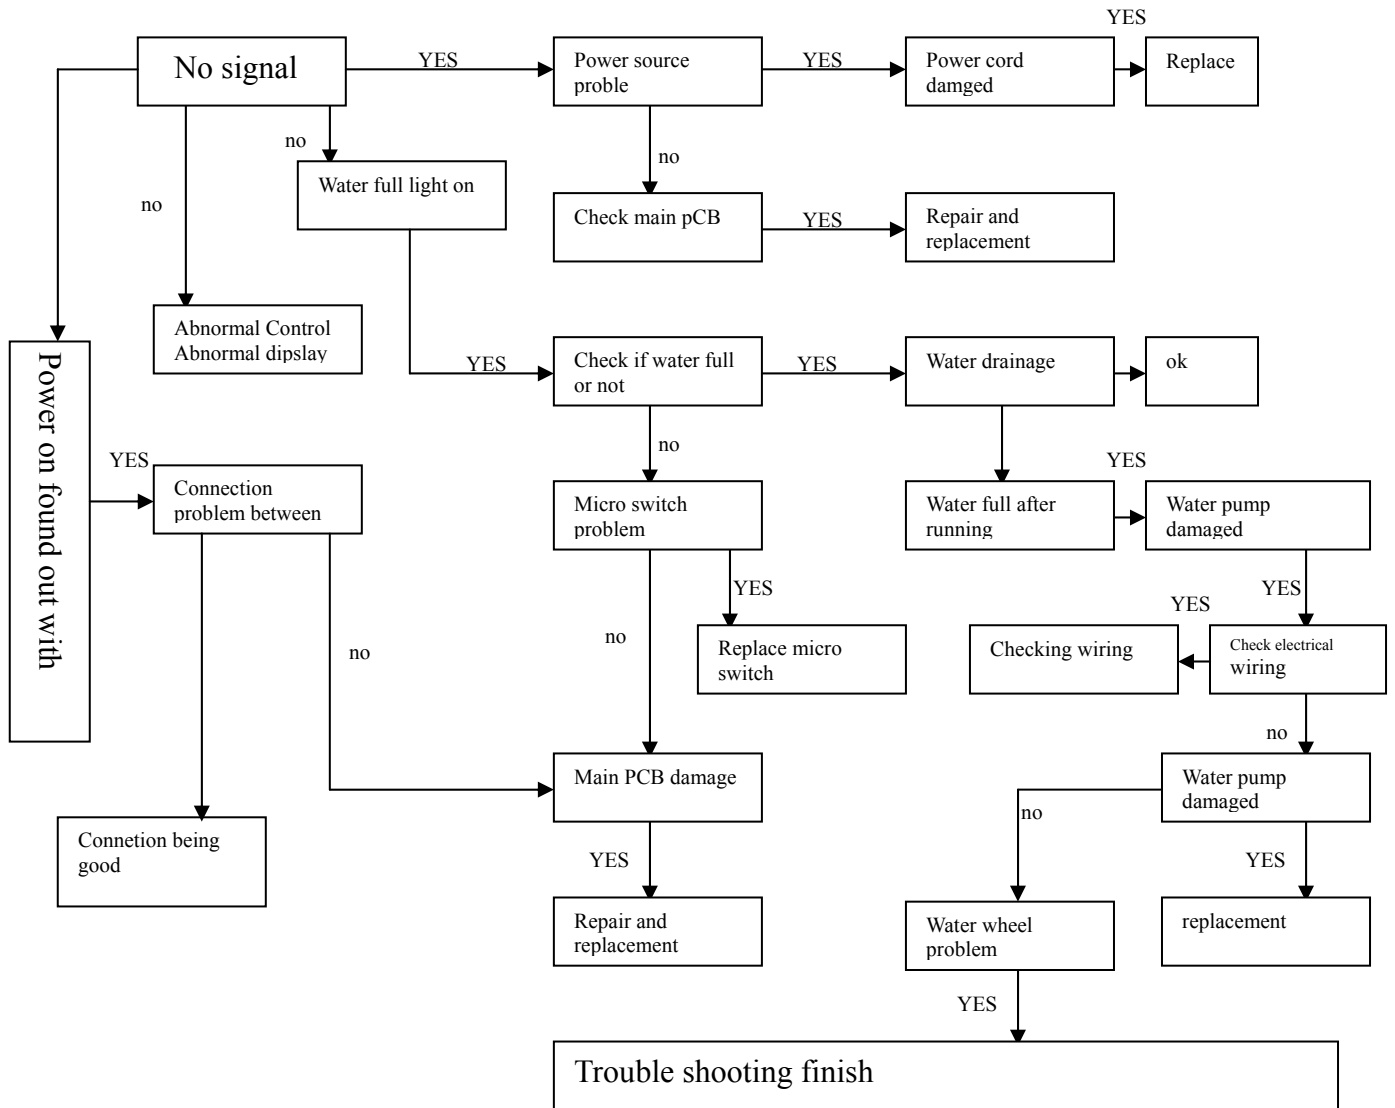 YES
No signal
YES
Power source
proble
YES
Power cord
damged
Replace
no
no
Water full light on
no
Check main pCB
YES
Repair and
replacement
Abnormal Control
Abnormal dipslay
Power on found out with
YES
Check if water full
or not
YES
Water drainage
ok
no
YES
YES
Connection
problem between
Micro switch
problem
Water full after
running
Water pump
damaged
YES
YES
YES
no
no
Replace micro
switch
Checking wiring
Check electrical
wiring
no
Main PCB damage
Water pump
damaged
no
Connetion being
good
YES
YES
Repair and
replacement
Water wheel
problem
replacement
YES
Trouble shooting finish